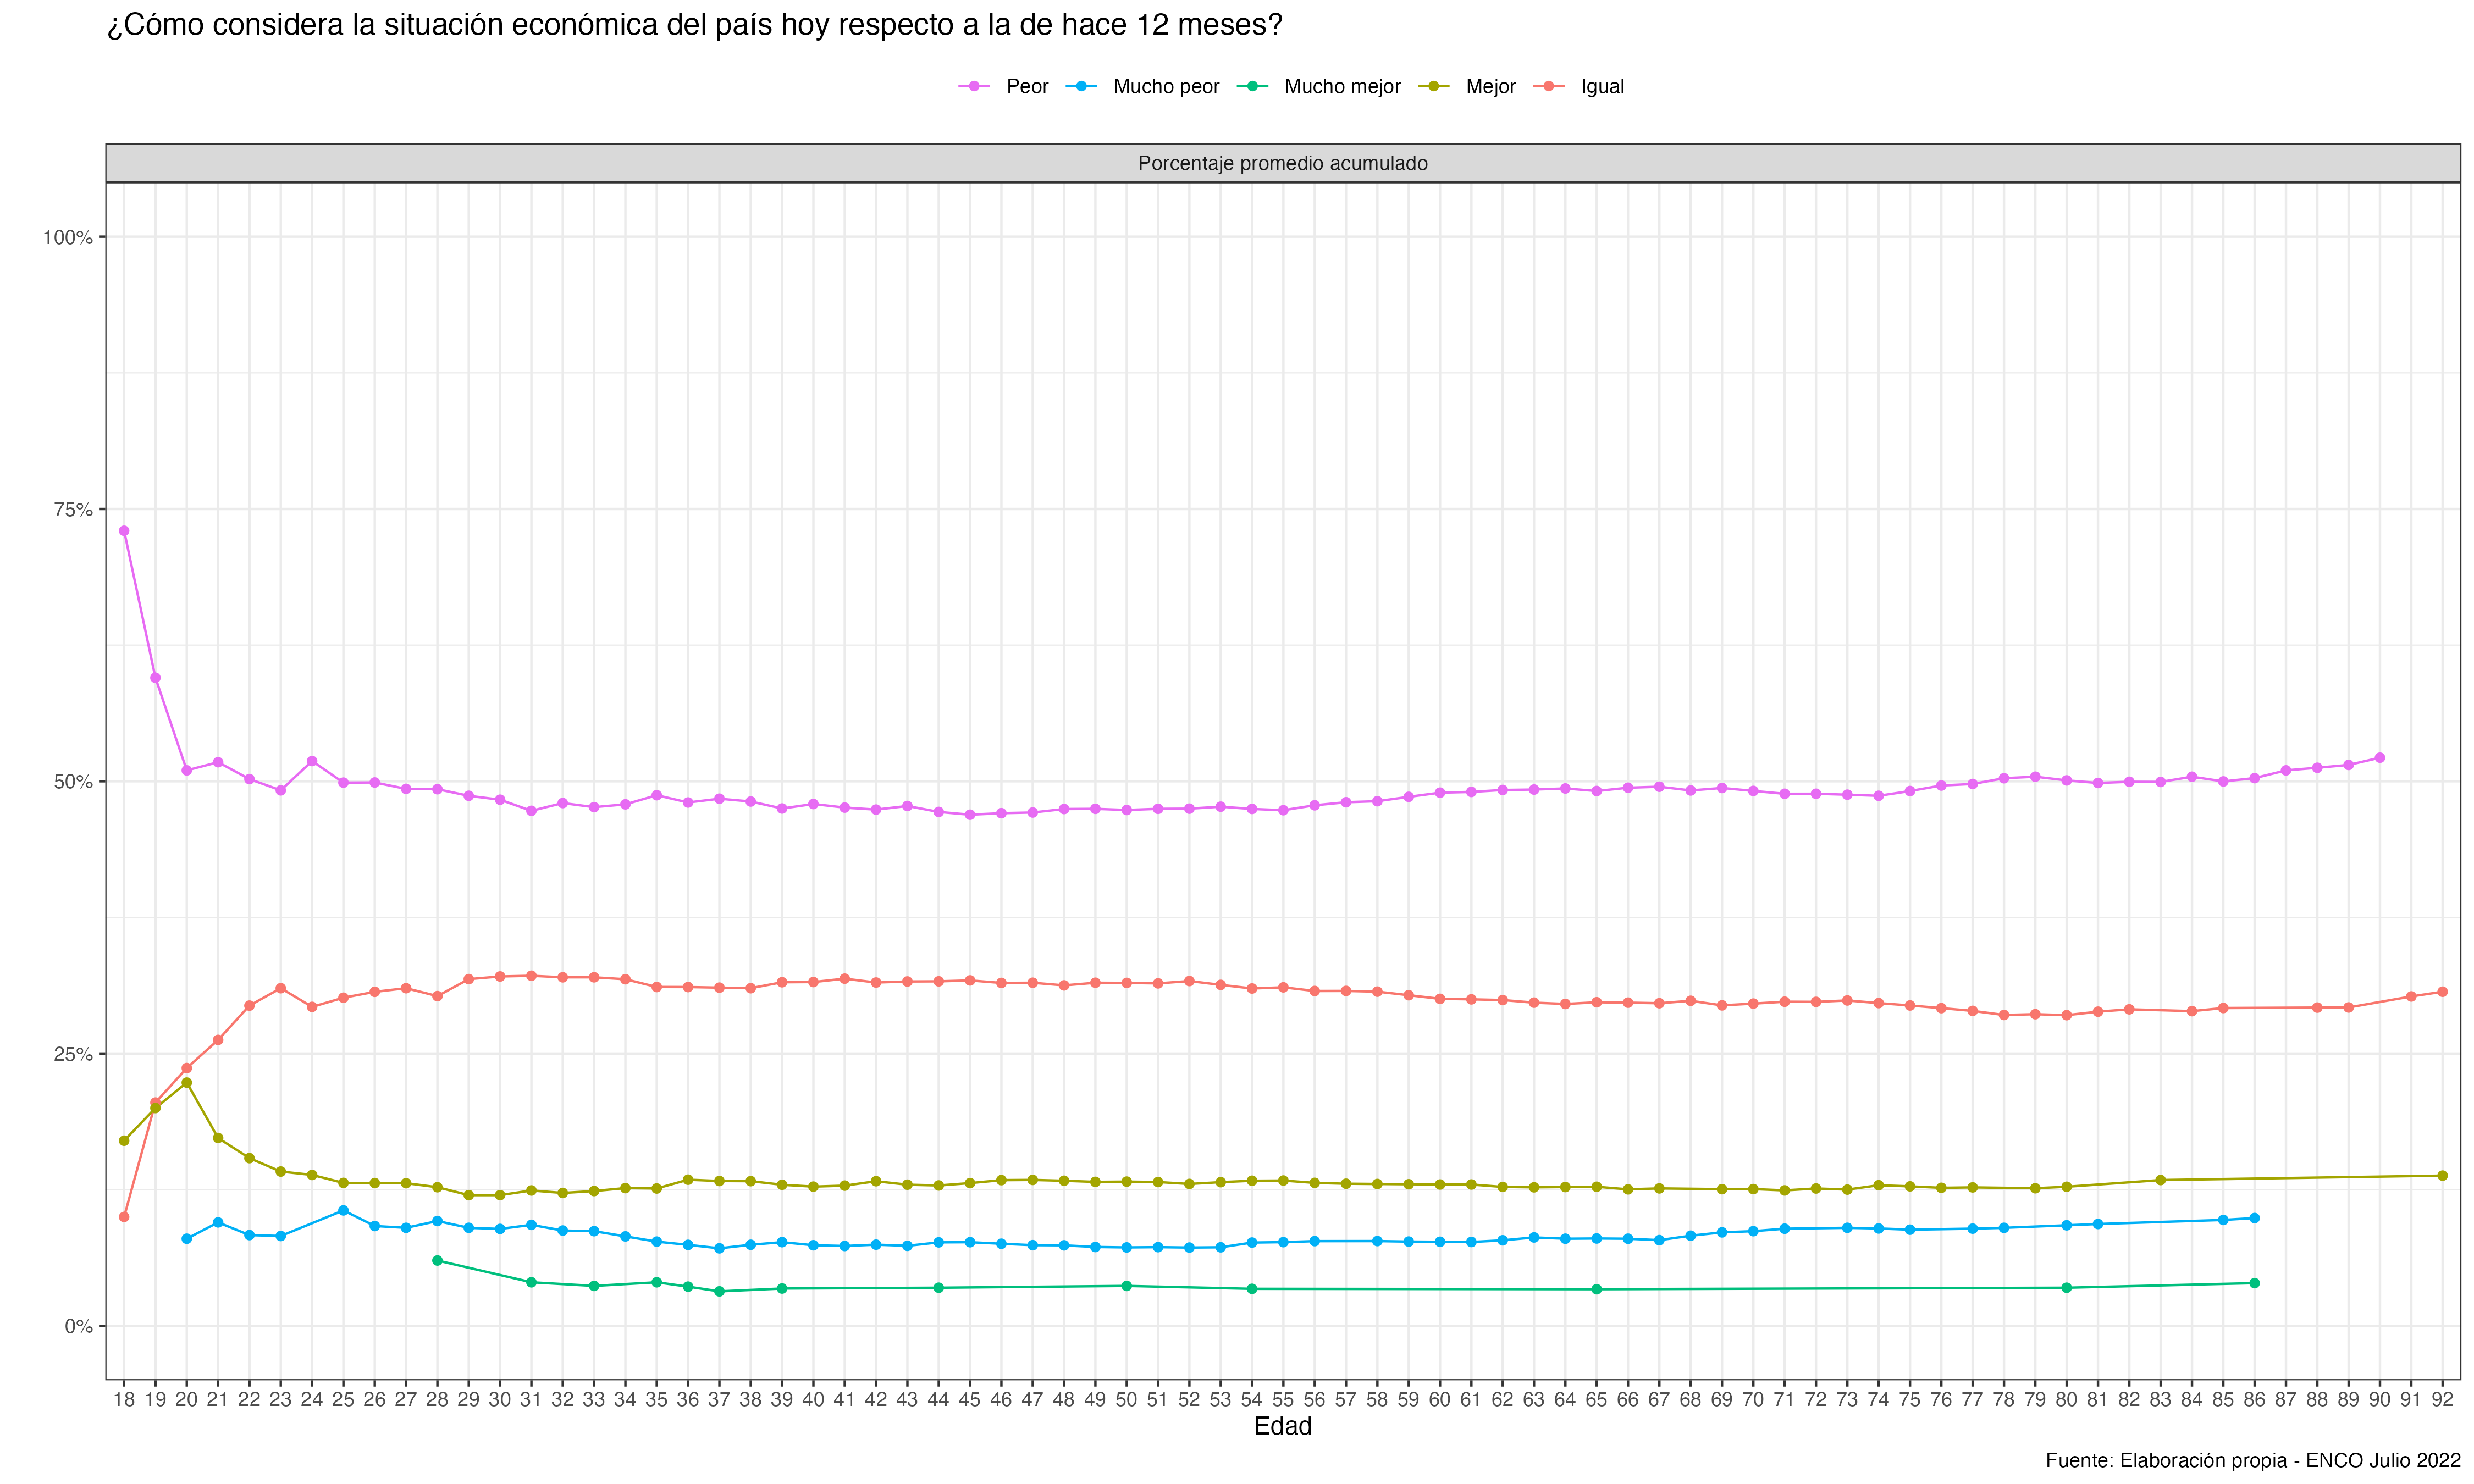 ¿Cómo considera la situación económica del país hoy respecto a la de hace 12 meses?
Peor Mucho peor Mucho mejor Mejor Igual
Porcentaje promedio acumulado
100%
75%
50%
25%
0%
18 19 20 21 22 23 24 25 26 27 28 29 30 31 32 33 34 35 36 37 38 39 40 41 42 43 44 45 46 47 48 49 50 51 52 53 54 55 56 57 58 59 60 61 62 63 64 65 66 67 68 69 70 71 72 73 74 75 76 77 78 79 80 81 82 83 84 85 86 87 88 89 90 91 92
Edad
Fuente: Elaboración propia - ENCO Julio 2022